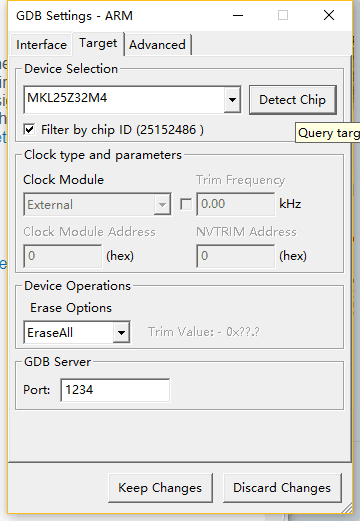 GDB Settings - ARM
Interface Target Advanced
Device Selection
MKL25Z32M4 Detect Chip
Filter by chip ID (25152486 )
Query targ
Clock type and parameters
Clock Module Trim Frequency
External 0.00 kHz
Clock Module Address NVTRIM Address
0 (hex) 0 (hex)
Device Operations
Erase Options
EraseAll Trim Value: - 0x??.?
GDB Server
Port: 1234
Keep Changes Discard Changes